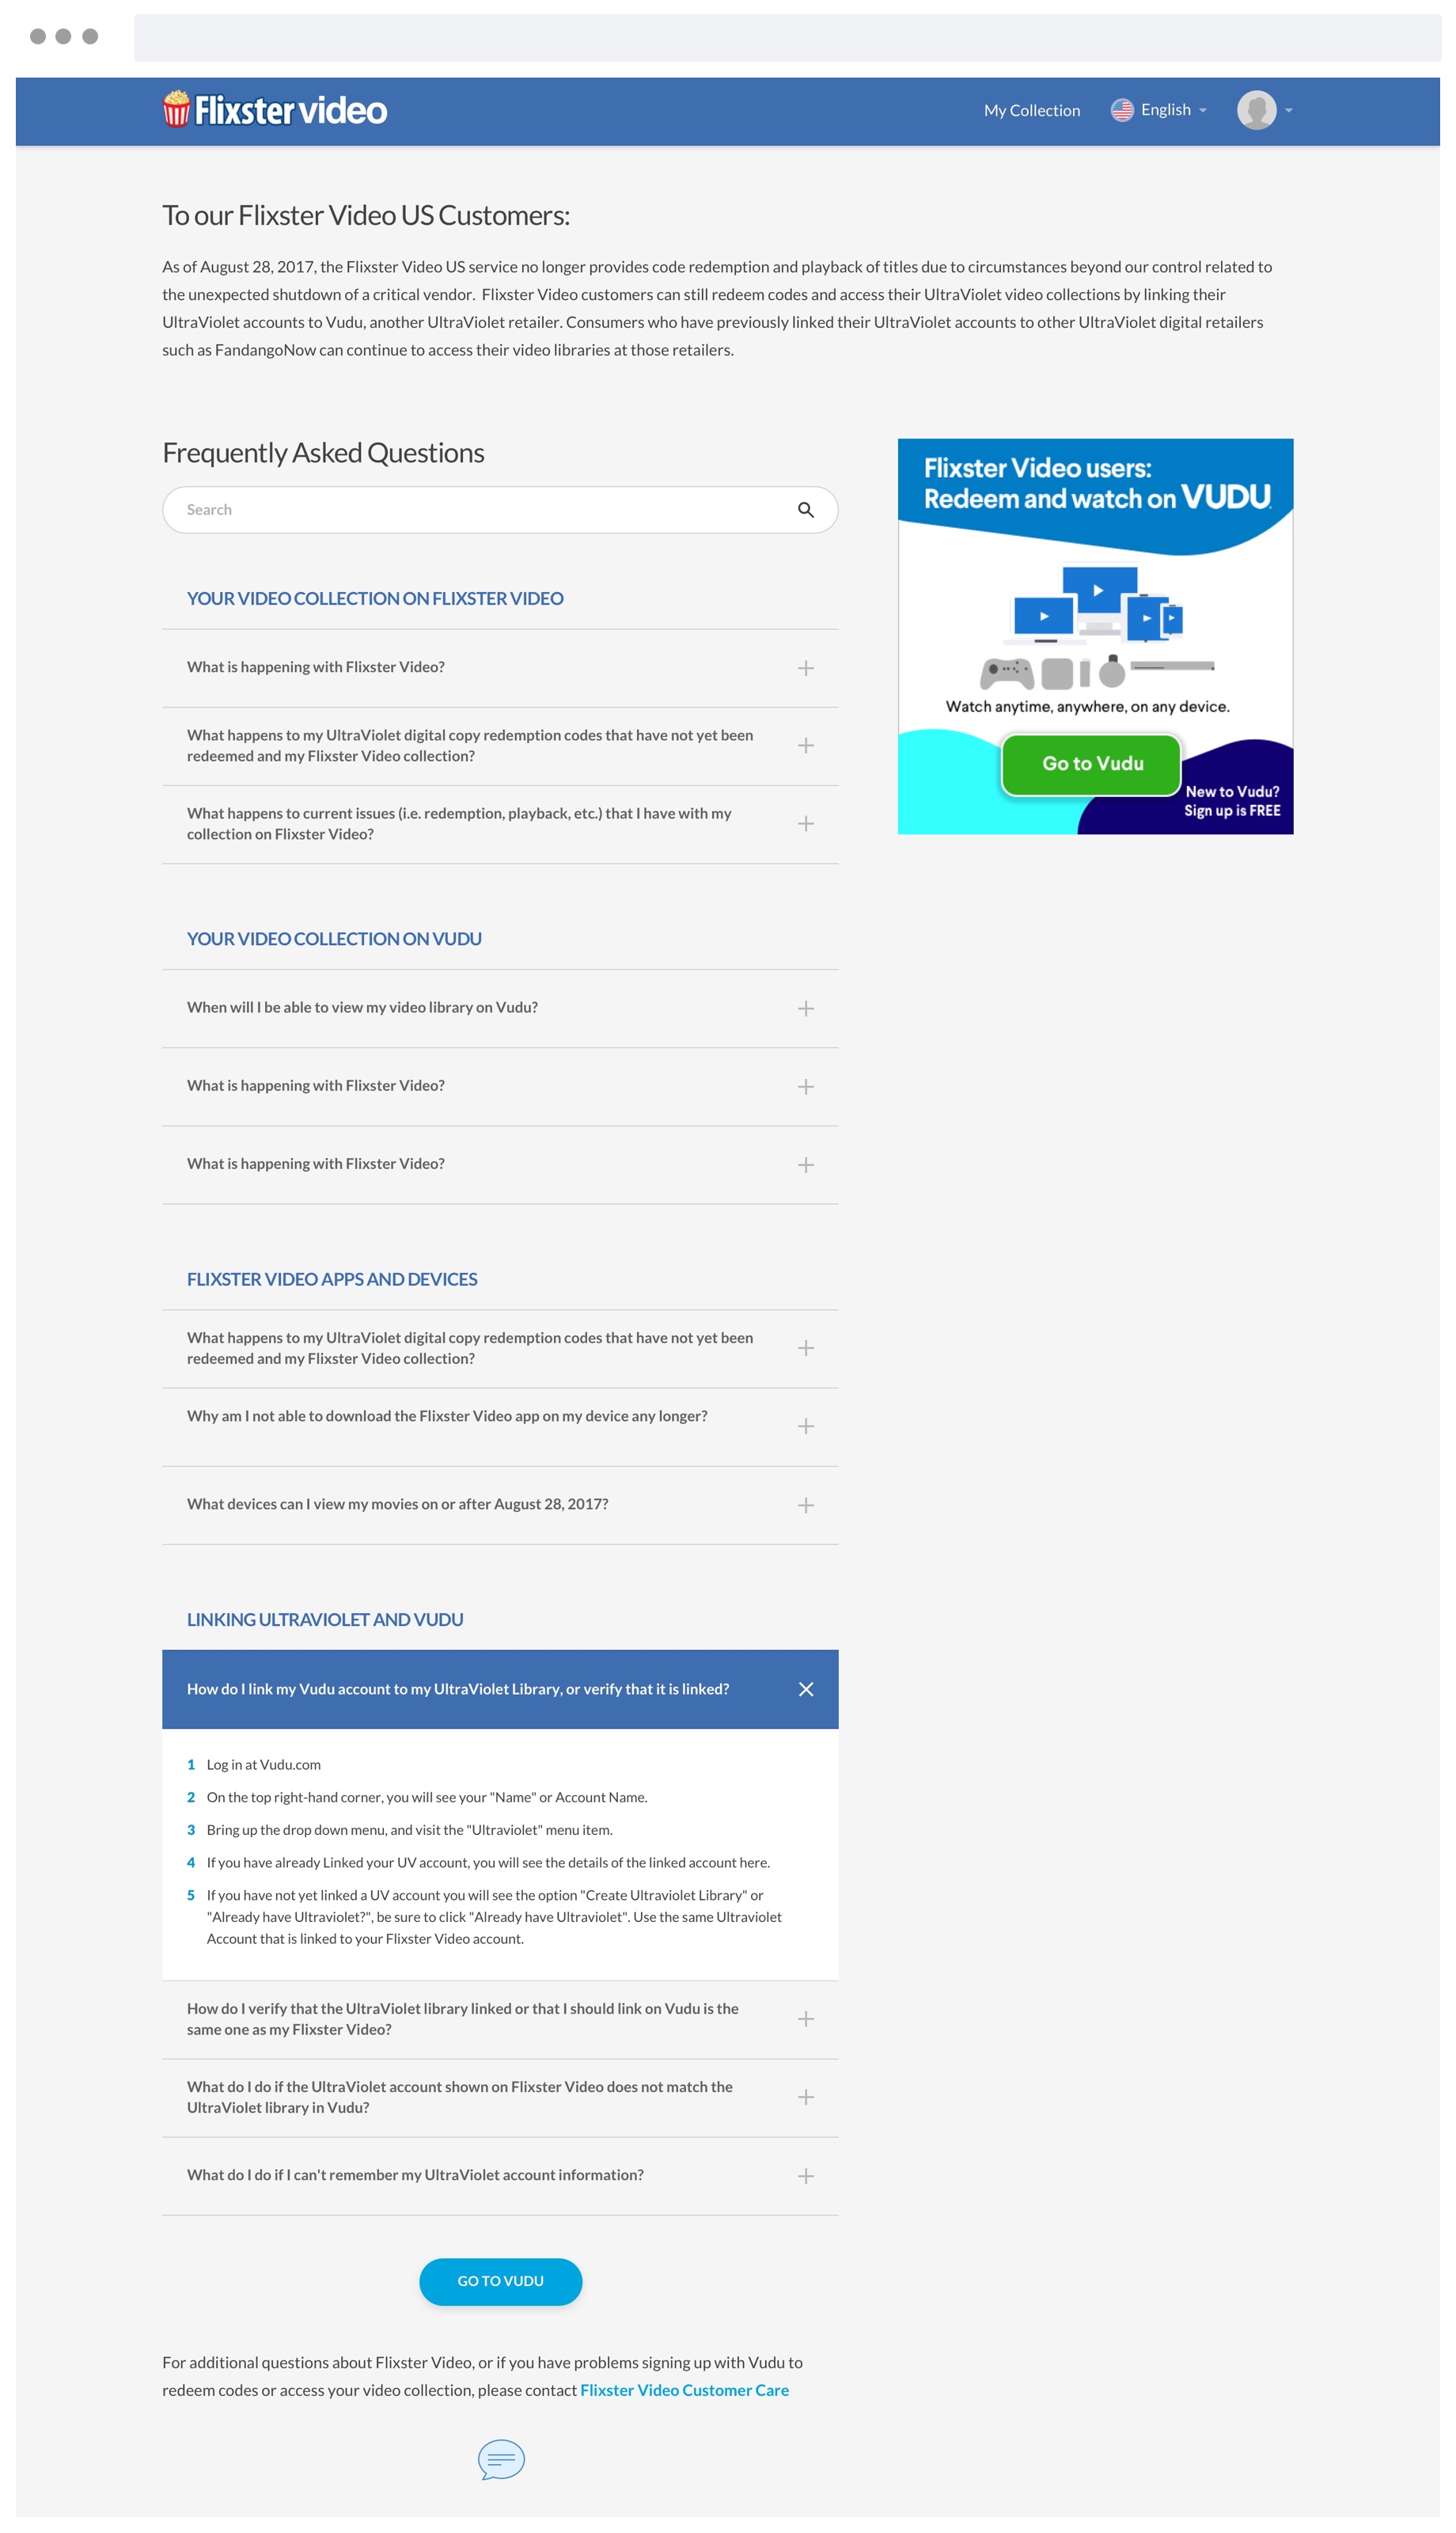 Flixster video
My Collection
English
To our Flixster Video US Customers:
As of August 28, 2017, the Flixster Video US service no longer provides code redemption and playback of titles due to circumstances beyond our control related to
the unexpected shutdown of a critical vendor.  Flixster Video customers can still redeem codes and access their UltraViolet video collections by linking their
UltraViolet accounts to Vudu, another UltraViolet retailer. Consumers who have previously linked their UltraViolet accounts to other UltraViolet digital retailers
such as FandangoNow can continue to access their video libraries at those retailers.
Frequently Asked Questions
Search
YOUR VIDEO COLLECTION ON FLIXSTER VIDEO
What is happening with Flixster Video?
What happens to my UltraViolet digital copy redemption codes that have not yet been
redeemed and my Flixster Video collection?
What happens to current issues (i.e. redemption, playback, etc.) that I have with my
collection on Flixster Video?
Flixster Video users:
Redeem and watch on VUDU
Watch anytime, anywhere, on any device.
Go to Vudu
New to Vudu?
Sign up is FREE
YOUR VIDEO COLLECTION ON VUDU
When will I be able to view my video library on Vudu?
What is happening with Flixster Video?
What is happening with Flixster Video?
FLIXSTER VIDEO APPS AND DEVICES
What happens to my UltraViolet digital copy redemption codes that have not yet been
redeemed and my Flixster Video collection?
Why am I not able to download the Flixster Video app on my device any longer?
What devices can I view my movies on or after August 28, 2017?
LINKING ULTRAVIOLET AND VUDU
How do I link my Vudu account to my UltraViolet Library, or verify that it is linked?
1 Log in at Vudu.com
2 On the top right-hand corner, you will see your "Name" or Account Name.
3 Bring up the drop down menu, and visit the "Ultraviolet" menu item.
4 If you have already Linked your UV account, you will see the details of the linked account here.
5 If you have not yet linked a UV account you will see the option "Create Ultraviolet Library" or
"Already have Ultraviolet?", be sure to click "Already have Ultraviolet". Use the same Ultraviolet
Account that is linked to your Flixster Video account.
How do I verify that the UltraViolet library linked or that I should link on Vudu is the
same one as my Flixster Video?
What do I do if the UltraViolet account shown on Flixster Video does not match the
UltraViolet library in Vudu?
What do I do if I can't remember my UltraViolet account information?
GO TO VUDU
For additional questions about Flixster Video, or if you have problems signing up with Vudu to
redeem codes or access your video collection, please contact Flixster Video Customer Care